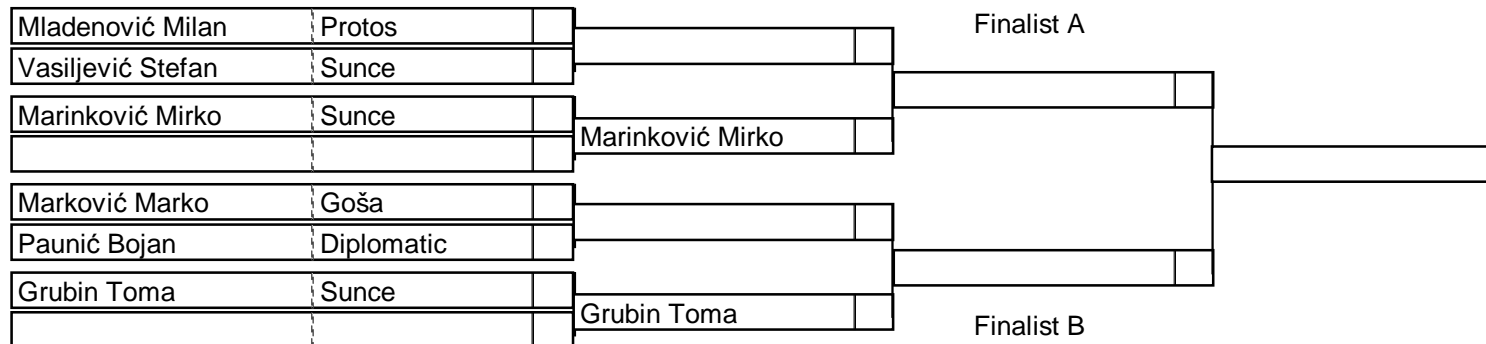 Mladenović Milan Protos
Finalist A
Vasiljević Stefan Sunce
Marinković Mirko Sunce
Marinković Mirko
Marković Marko Goša
Paunić Bojan Diplomatic
Grubin Toma Sunce
Grubin Toma
Finalist B